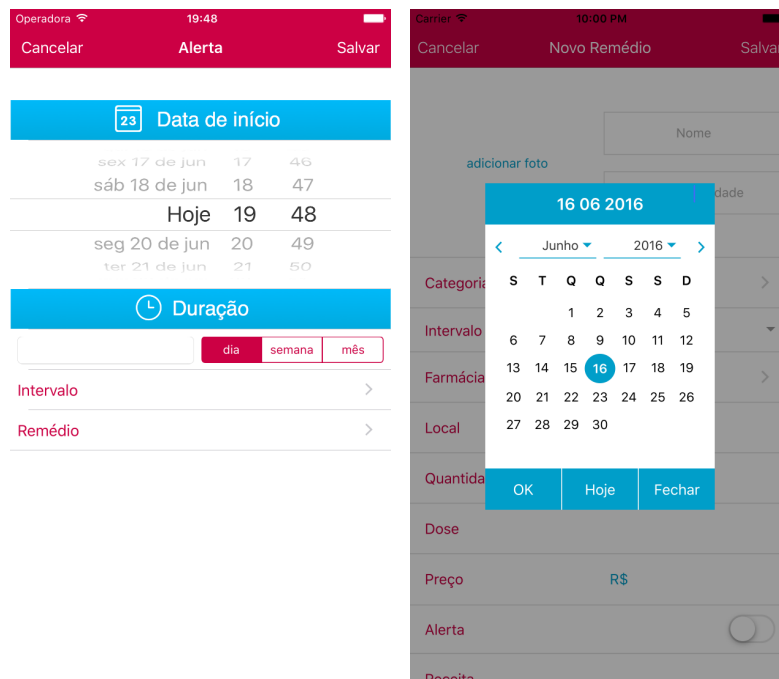 Operadora 19:48
Cancelar Alerta Salvar
23 Data de início
sex 17 de jun 17 46
sáb 18 de jun 18 47
Hoje 19 48
seg 20 de jun 20 49
ter 21 de jun 21 50
Duração
dia semana mês
Intervalo
Remédio
Carrier 10:00 PM
Cancelar Novo Remédio Salvar
Nome
adicionar foto
dade
16 06 2016
Junho 2016
S T Q Q S S D
1 2 3 4 5
6 7 8 9 10 11 12
13 14 15 16 17 18 19
20 21 22 23 24 25 26
27 28 29 30
OK Hoje Fechar
Categoria
Intervalo
Farmácia
Local
Quantida
Dose
Preço R$
Alerta
Receita